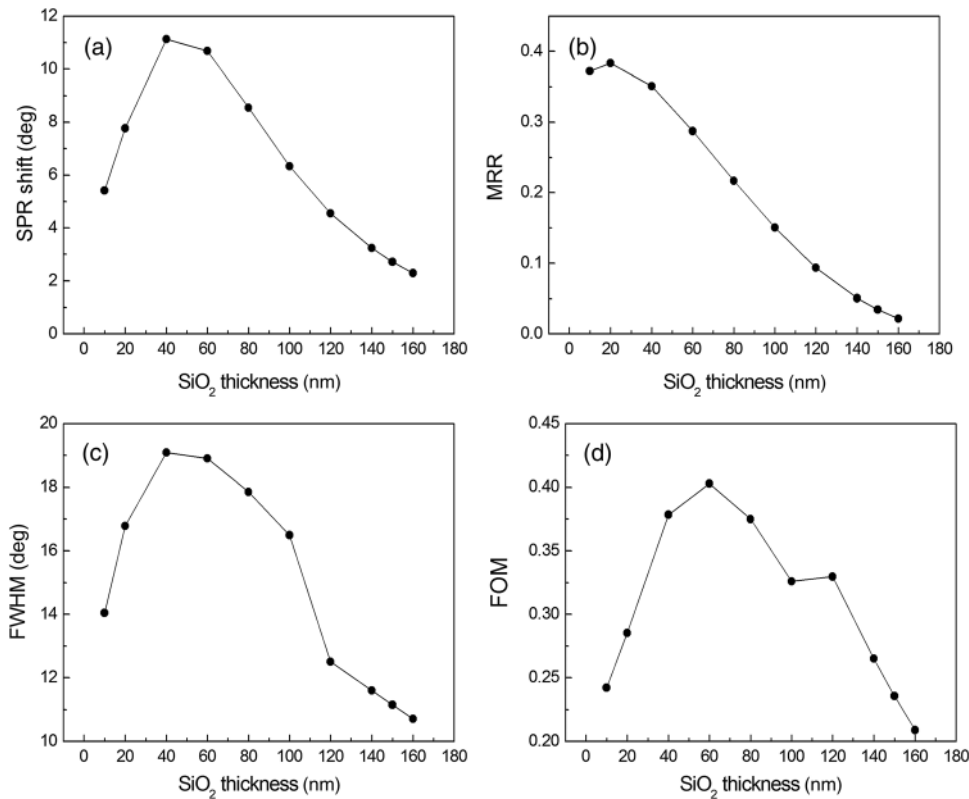 (a)
SPR shift (deg)
12
10
8
6
4
2
0
0 20 40 60 80 100 120 140 160 180
SiO₂ thickness (nm)
(b)
MRR
0.4
0.3
0.2
0.1
0.0
0 20 40 60 80 100 120 140 160 180
SiO₂ thickness (nm)
(c)
FWHM (deg)
20
18
16
14
12
10
0 20 40 60 80 100 120 140 160 180
SiO₂ thickness (nm)
(d)
FOM
0.45
0.40
0.35
0.30
0.25
0.20
0 20 40 60 80 100 120 140 160 180
SiO₂ thickness (nm)